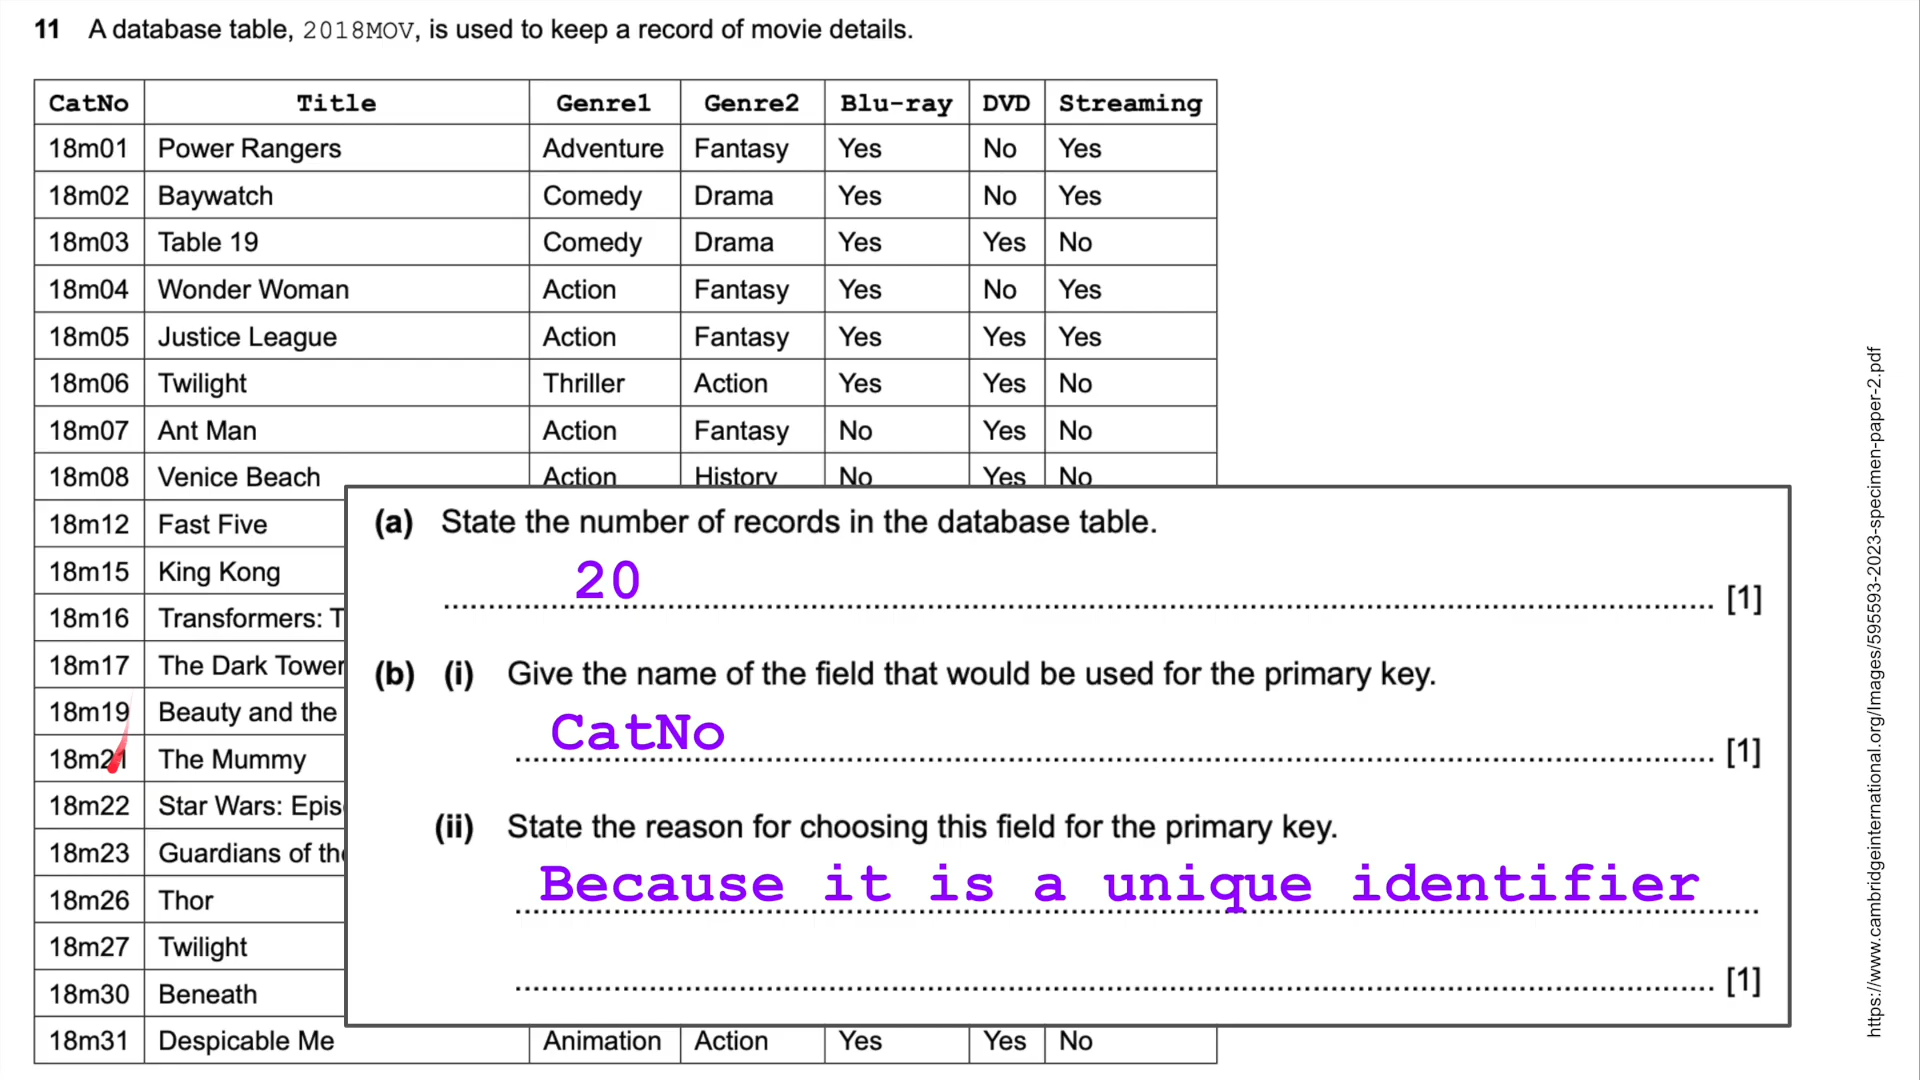 11 A database table, 2018MOV, is used to keep a record of movie details.
CatNo Title Genre1 Genre2 Blu-ray DVD Streaming
18m01 Power Rangers Adventure Fantasy Yes No Yes
18m02 Baywatch Comedy Drama Yes No Yes
18m03 Table 19 Comedy Drama Yes Yes No
18m04 Wonder Woman Action Fantasy Yes No Yes
18m05 Justice League Action Fantasy Yes Yes Yes
18m06 Twilight Thriller Action Yes Yes No
18m07 Ant Man Action Fantasy No Yes No
18m08 Venice Beach Action History No Yes No
18m12 Fast Five
18m15 King Kong
18m16 Transformers: T
18m17 The Dark Tower
18m19 Beauty and the
18m21 The Mummy
18m22 Star Wars: Epis
18m23 Guardians of the
18m26 Thor
18m27 Twilight
18m30 Beneath
18m31 Despicable Me Animation Action Yes Yes No
(a) State the number of records in the database table.
20
[1]
(b) (i) Give the name of the field that would be used for the primary key.
CatNo
[1]
(ii) State the reason for choosing this field for the primary key.
Because it is a unique identifier
[1]
https://www.cambridgeinternational.org/Images/595593-2023-specimen-paper-2.pdf